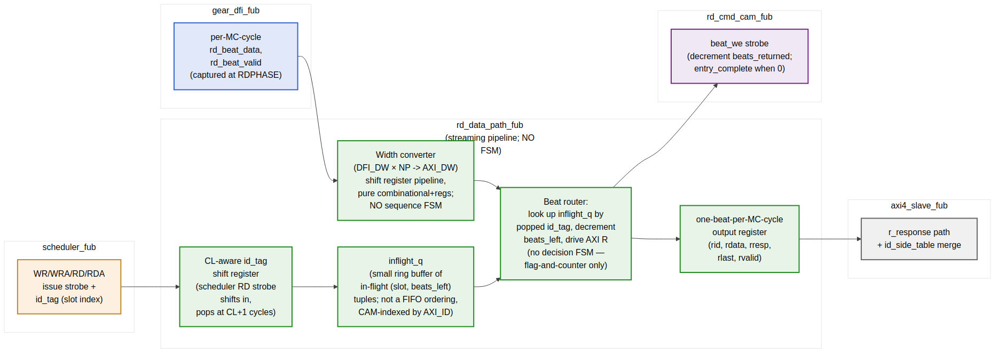 gear_dfi_fub
per-MC-cycle
rd_beat_data,
rd_beat_valid
(captured at RDPHASE)
rd_cmd_cam_fub
beat_we strobe
(decrement beats_returned;
entry_complete when 0)
rd_data_path_fub
(streaming pipeline; NO
FSM)
Width converter
(DFI_DW × NP -> AXI_DW)
shift register pipeline,
pure combinational+regs;
NO sequence FSM
Beat router:
look up inflight_q by
popped id_tag, decrement
beats_left, drive AXI R
(no decision FSM —
flag-and-counter only)
one-beat-per-MC-cycle
output register
(rid, rdata, rresp,
rlast, rvalid)
axi4_slave_fub
r_response path
+ id_side_table merge
scheduler_fub
WR/WRA/RD/RDA
issue strobe +
id_tag (slot index)
CL-aware id_tag
shift register
(scheduler RD strobe
shifts in,
pops at CL+1 cycles)
inflight_q
(small ring buffer of
in-flight (slot, beats_left)
tuples; not a FIFO ordering,
CAM-indexed by AXI_ID)